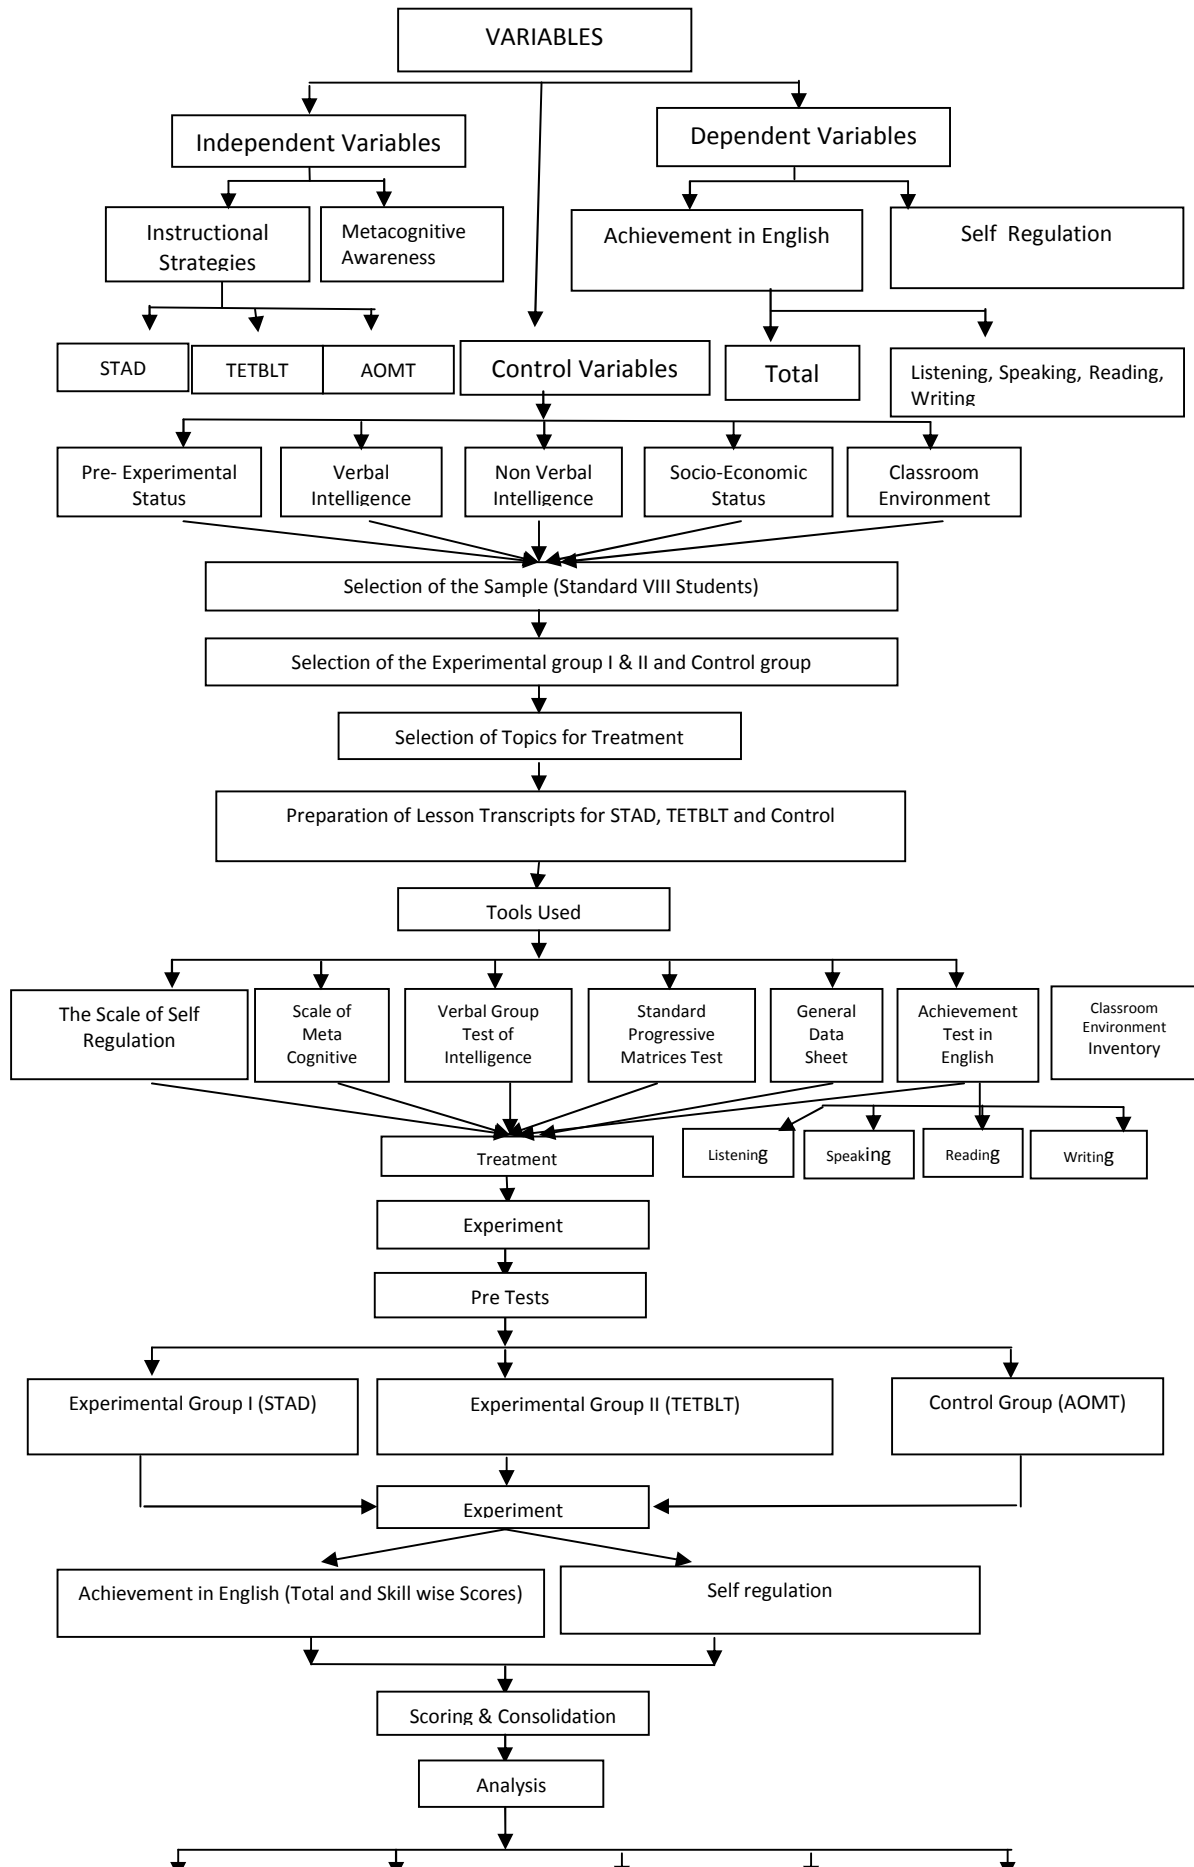 VARIABLES
Independent Variables
Dependent Variables
Instructional
Strategies
Metacognitive
Awareness
Achievement in English
Self Regulation
STAD
TETBLT
AOMT
Control Variables
Total
Listening, Speaking, Reading,
Writing
Pre- Experimental
Status
Verbal
Intelligence
Non Verbal
Intelligence
Socio-Economic
Status
Classroom
Environment
Selection of the Sample (Standard VIII Students)
Selection of the Experimental group I & II and Control group
Selection of Topics for Treatment
Preparation of Lesson Transcripts for STAD, TETBLT and Control
Tools Used
The Scale of Self
Regulation
Scale of
Meta
Cognitive
Verbal Group
Test of
Intelligence
Standard
Progressive
Matrices Test
General
Data
Sheet
Achievement
Test in
English
Classroom
Environment
Inventory
Treatment
Listening
Speaking
Reading
Writing
Experiment
Pre Tests
Experimental Group I (STAD)
Experimental Group II (TETBLT)
Control Group (AOMT)
Experiment
Achievement in English (Total and Skill wise Scores)
Self regulation
Scoring & Consolidation
Analysis